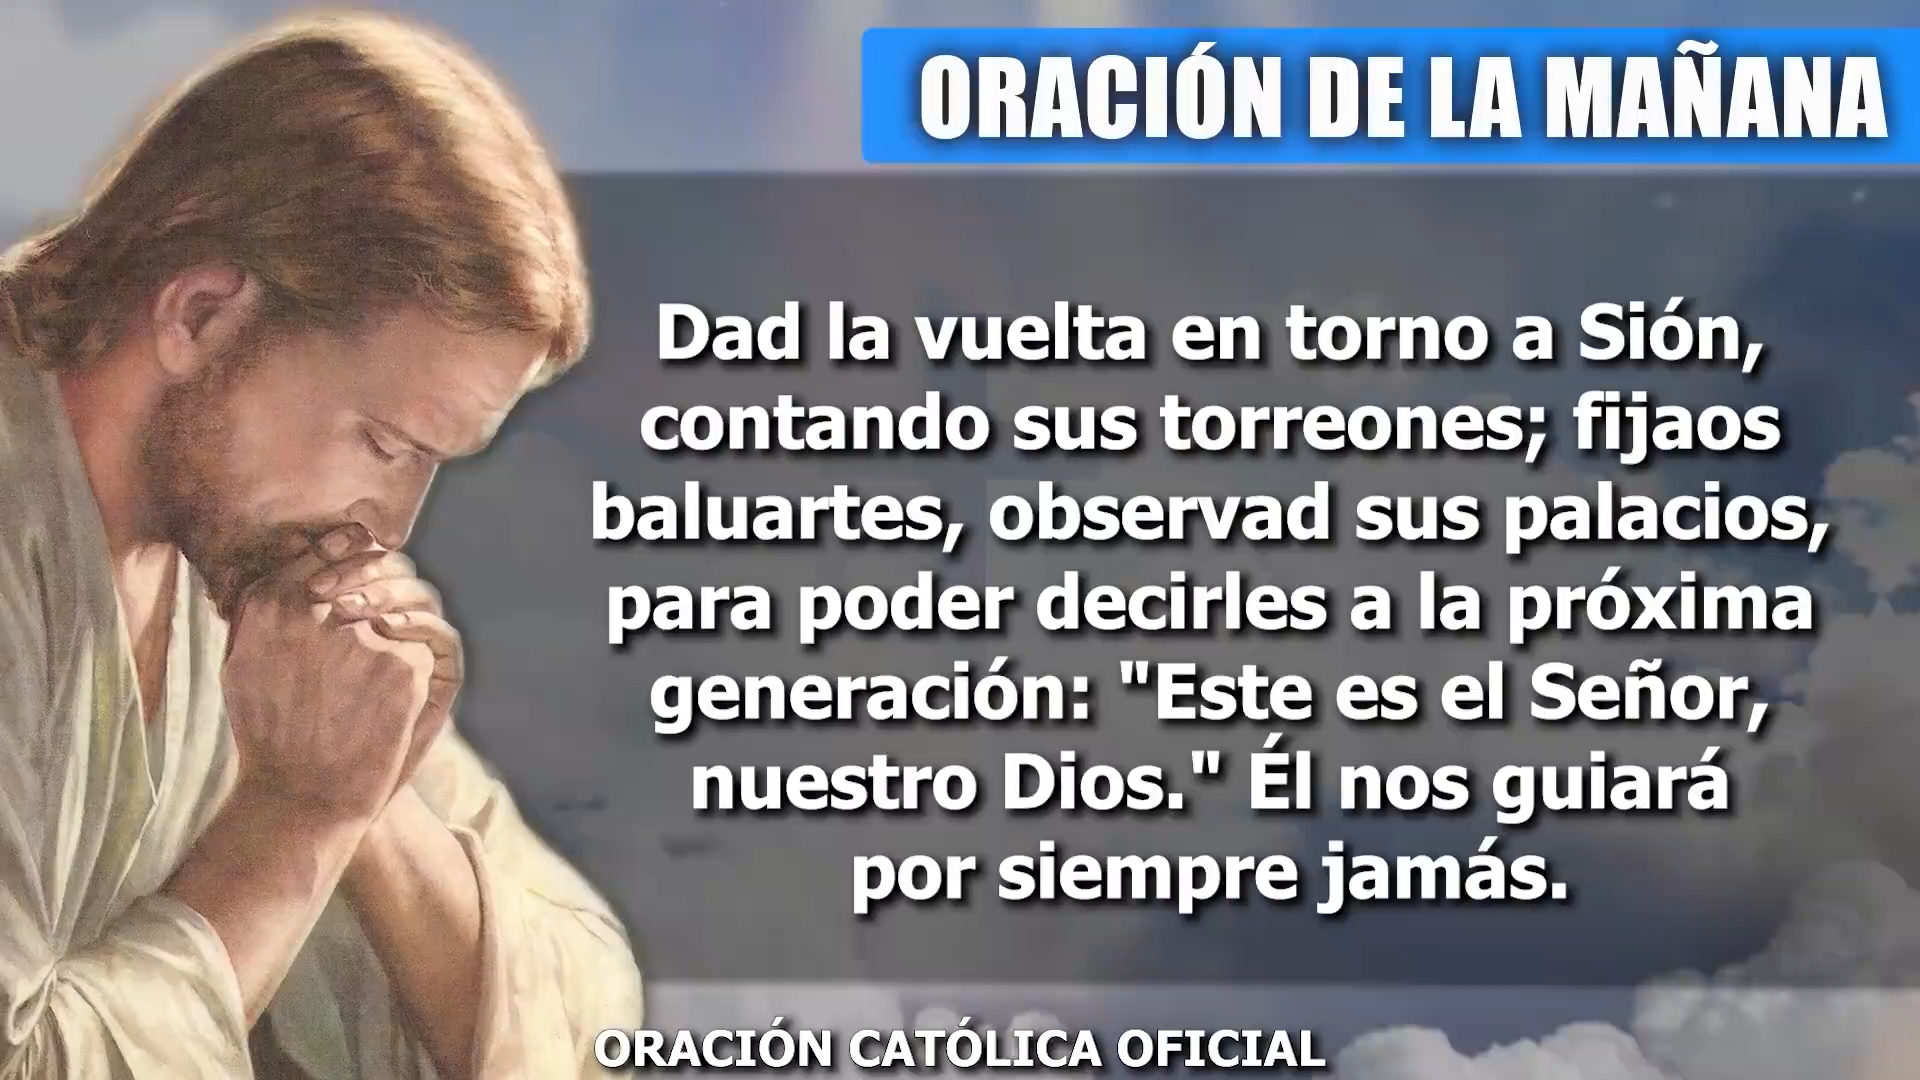 ORACIÓN DE LA MAÑANA
Dad la vuelta en torno a Sión,
contando sus torreones; fijaos
baluartes, observad sus palacios,
para poder decirles a la próxima
generación: "Este es el Señor,
nuestro Dios." Él nos guiará
por siempre jamás.
ORACIÓN CATÓLICA OFICIAL